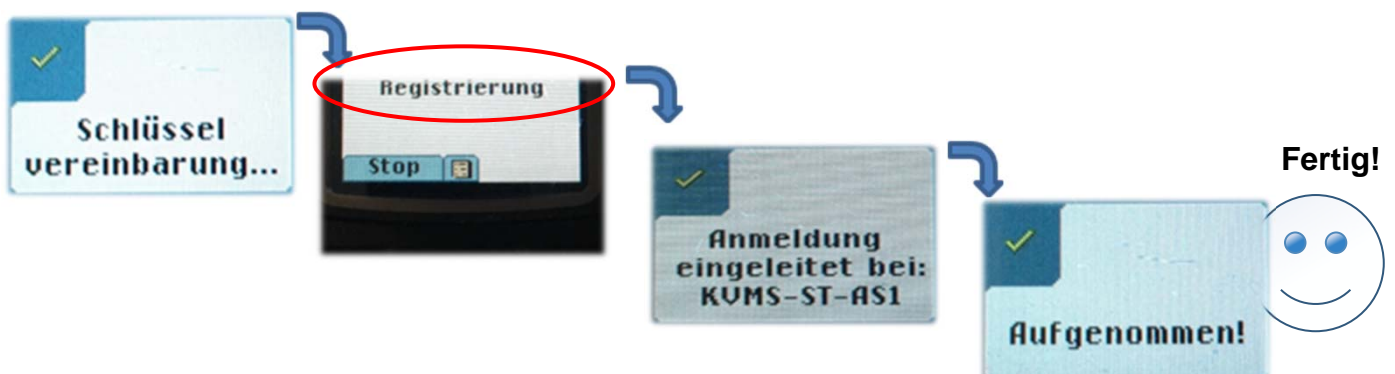 Schlüssel
vereinbarung...
Registrierung
Stop
Anmeldung
eingeleitet bei:
KVMS-ST-AS1
Aufgenommen!
Fertig!